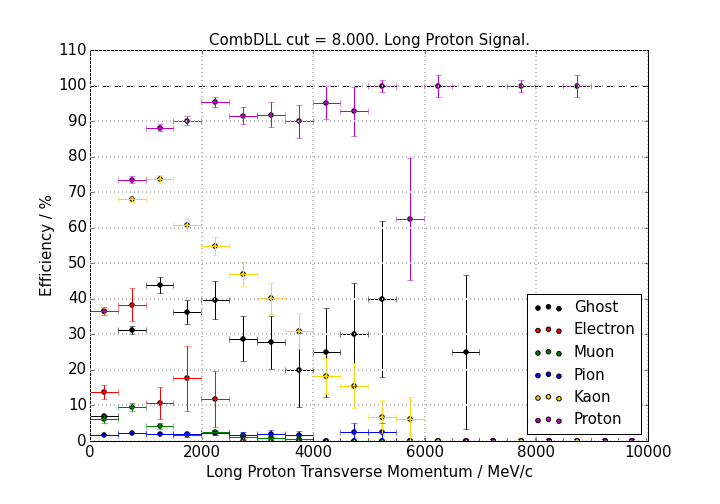 CombDLL cut = 8.000. Long Proton Signal.
110
100
90
80
70
60
50
40
30
20
10
0
Efficiency / %
Ghost
Electron
Muon
Pion
Kaon
Proton
0 2000 4000 6000 8000 10000
Long Proton Transverse Momentum / MeV/c